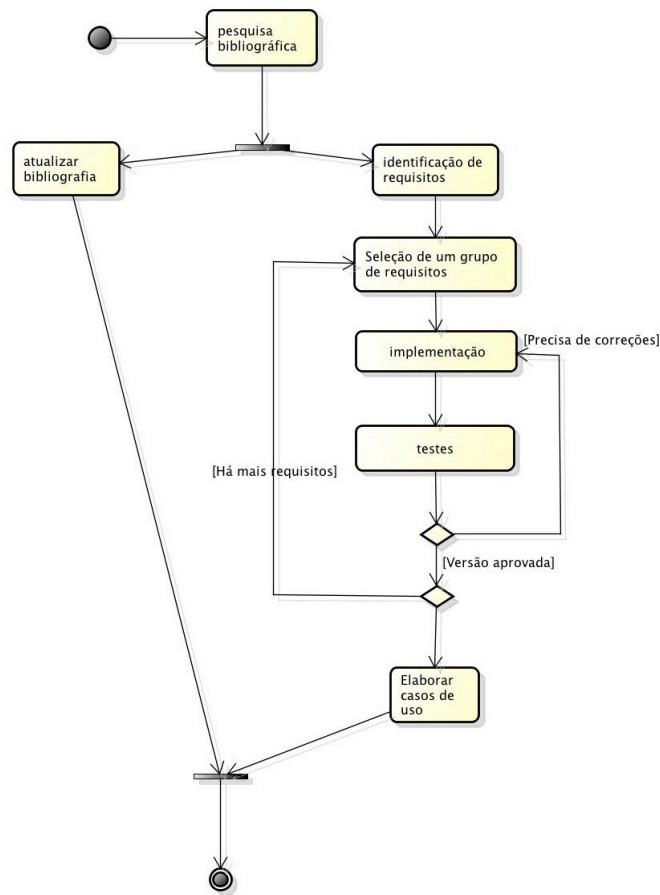 pesquisa
bibliográfica
atualizar
bibliografia
identificação de
requisitos
Seleção de um grupo
de requisitos
[Precisa de correções]
implementação
testes
[Há mais requisitos]
[Versão aprovada]
Elaborar
casos de
uso